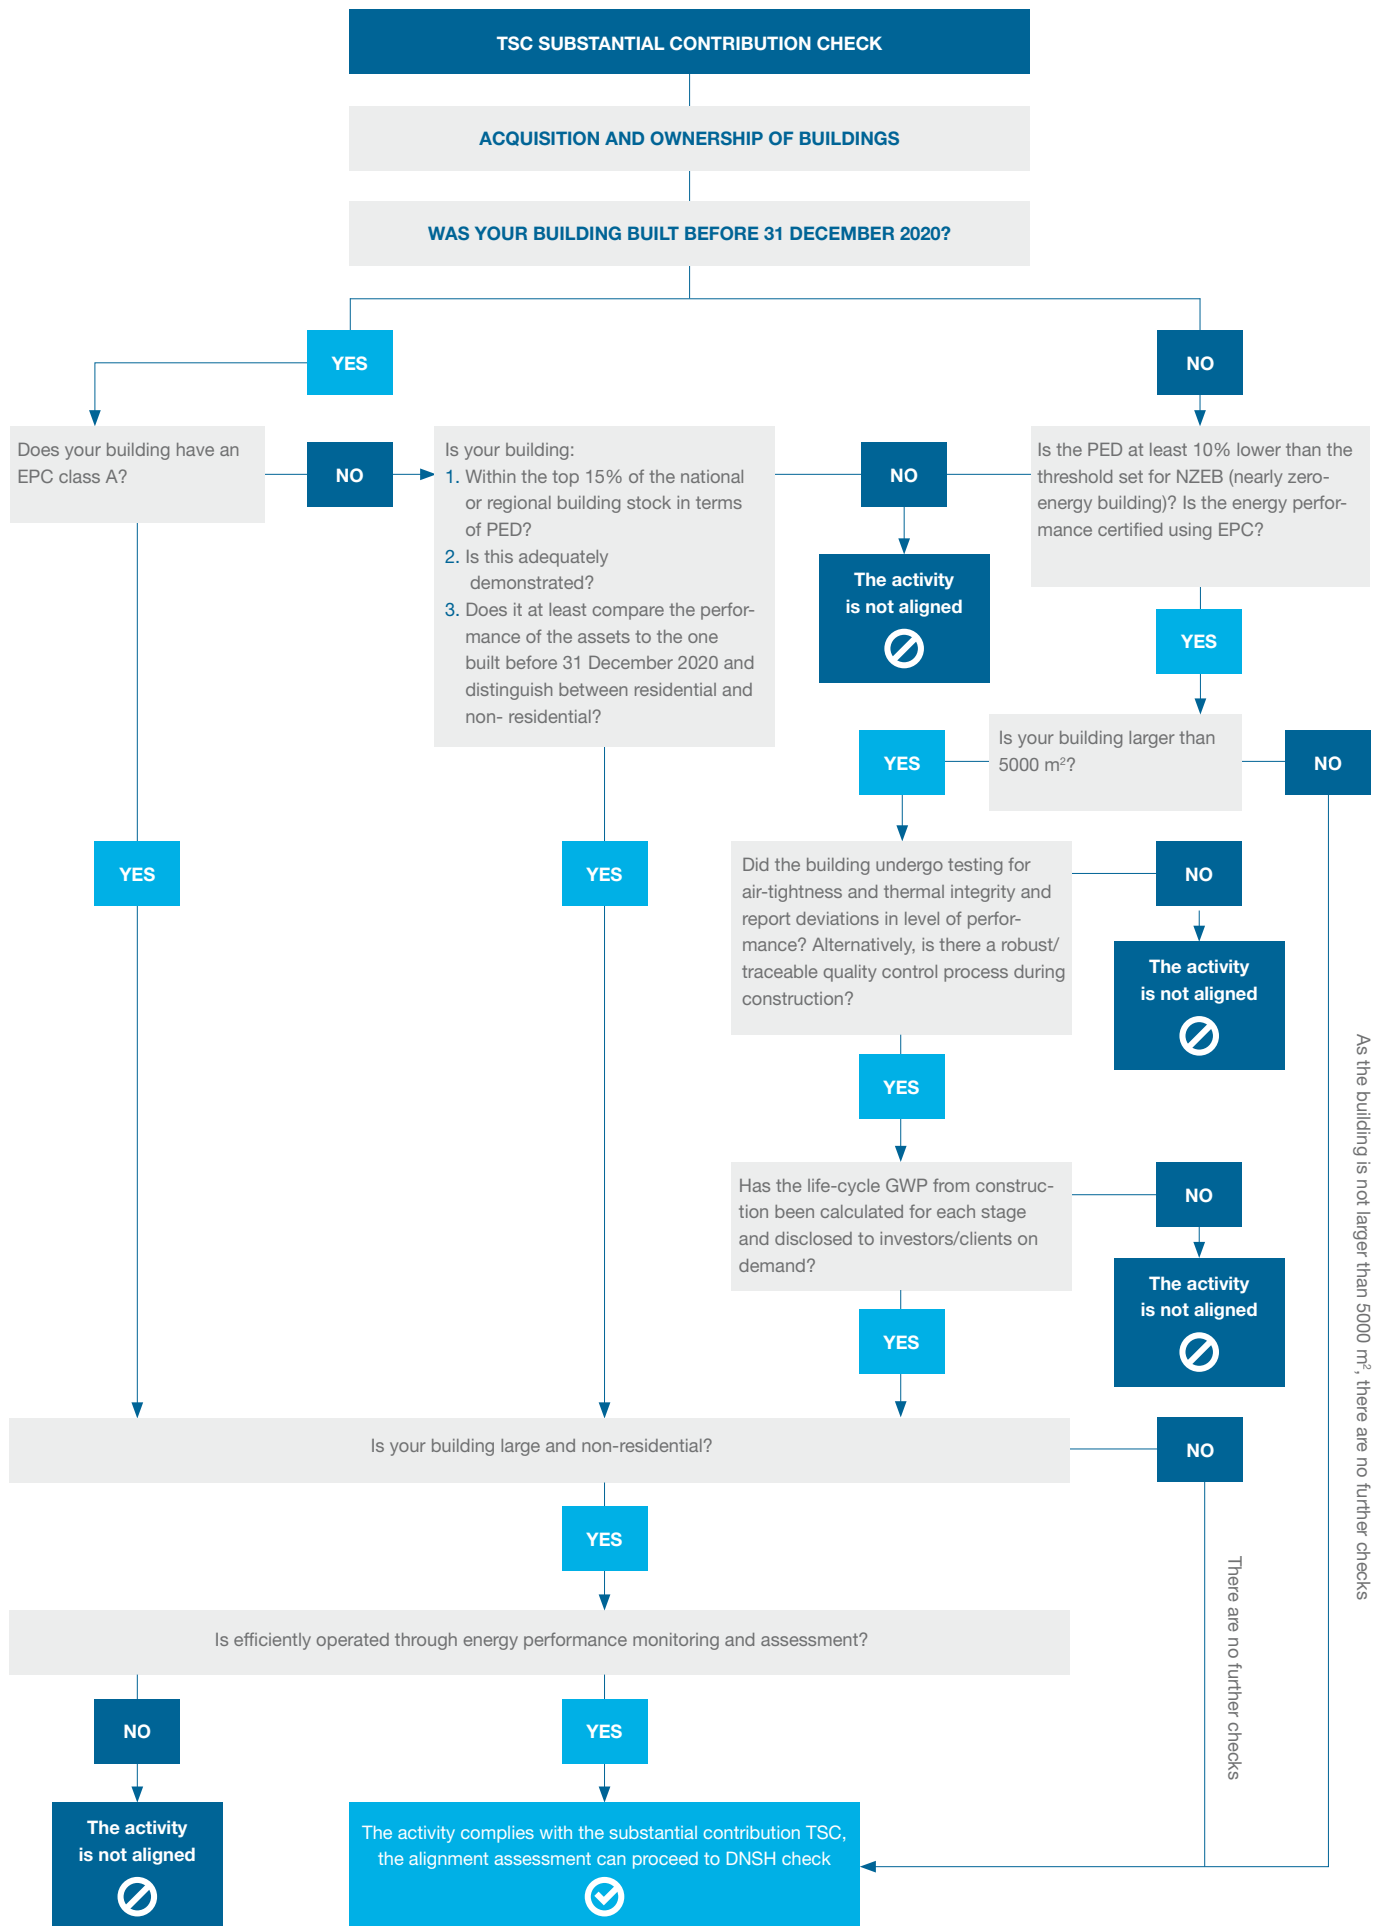 TSC SUBSTANTIAL CONTRIBUTION CHECK
ACQUISITION AND OWNERSHIP OF BUILDINGS
WAS YOUR BUILDING BUILT BEFORE 31 DECEMBER 2020?
YES
NO
Does your building have an
EPC class A?
NO
Is your building:
1. Within the top 15% of the national
or regional building stock in terms
of PED?
2. Is this adequately
demonstrated?
3. Does it at least compare the perfor-
mance of the assets to the one
built before 31 December 2020 and
distinguish between residential and
non- residential?
NO
The activity
is not aligned
Is the PED at least 10% lower than the
threshold set for NZEB (nearly zero-
energy building)? Is the energy perfor-
mance certified using EPC?
YES
Is your building larger than
5000 m²?
YES
NO
YES
YES
Did the building undergo testing for
air-tightness and thermal integrity and
report deviations in level of perfor-
mance? Alternatively, is there a robust/
traceable quality control process during
construction?
NO
The activity
is not aligned
YES
Has the life-cycle GWP from construc-
tion been calculated for each stage
and disclosed to investors/clients on
demand?
NO
The activity
is not aligned
YES
As the building is not larger than 5000 m², there are no further checks
Is your building large and non-residential?
NO
YES
There are no further checks
Is efficiently operated through energy performance monitoring and assessment?
NO
YES
The activity
is not aligned
The activity complies with the substantial contribution TSC,
the alignment assessment can proceed to DNSH check